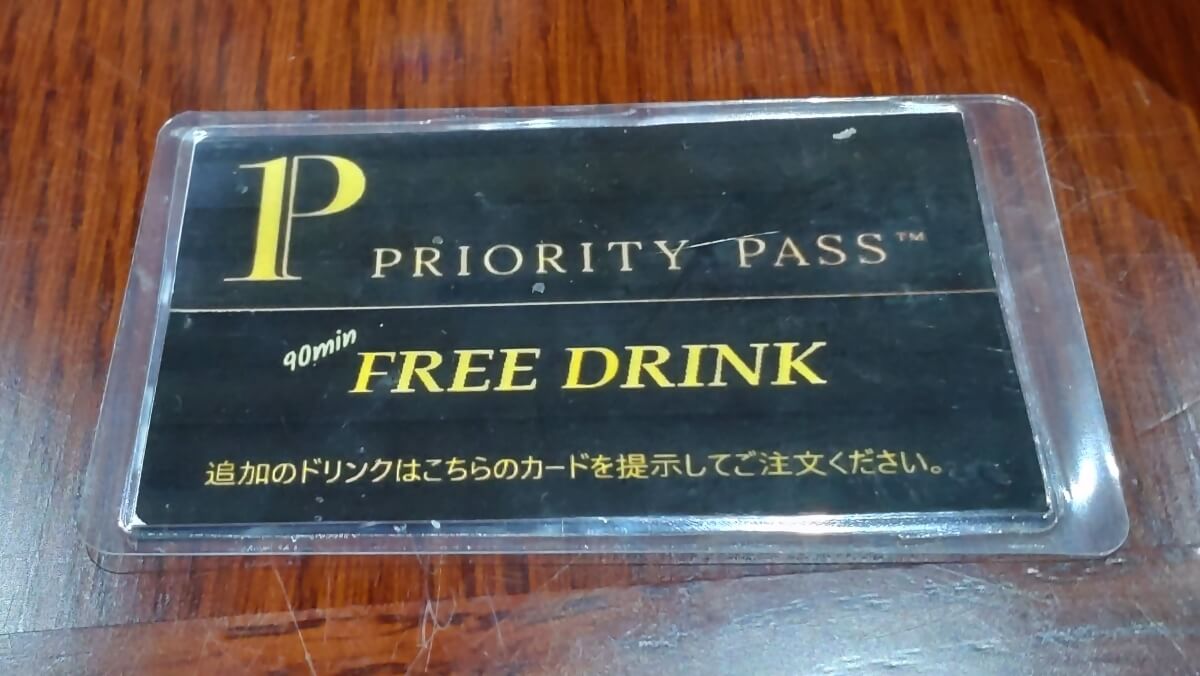 1P
PRIORITY PASS™
90min
FREE DRINK
追加のドリンクはこちらのカードを提示してご注文ください。